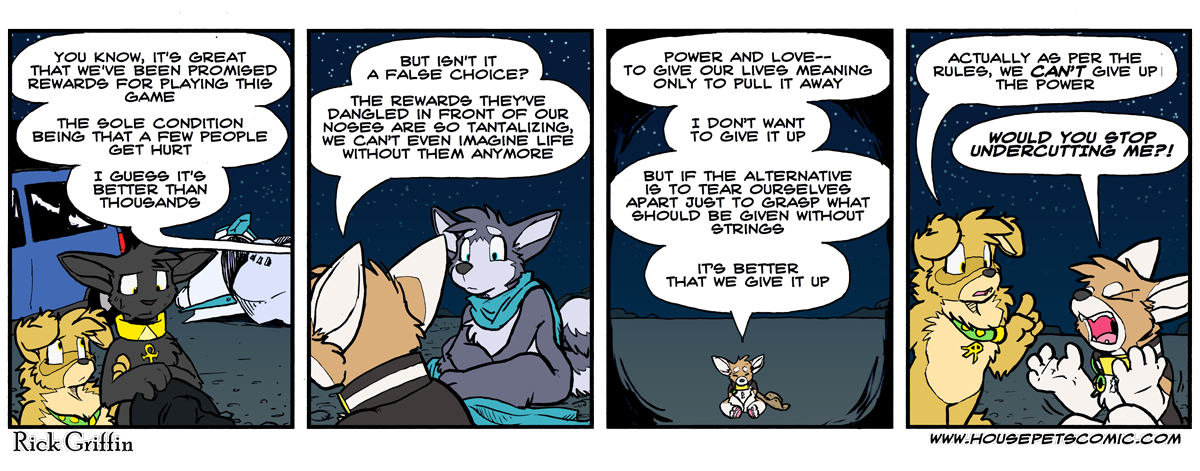 YOU KNOW, IT'S GREAT
THAT WE'VE BEEN PROMISED
REWARDS FOR PLAYING THIS
GAME
THE SOLE CONDITION
BEING THAT A FEW PEOPLE
GET HURT
I GUESS IT'S
BETTER THAN
THOUSANDS
BUT ISN'T IT
A FALSE CHOICE?
THE REWARDS THEY'VE
DANGLED IN FRONT OF OUR
NOSES ARE SO TANTALIZING,
WE CAN'T EVEN IMAGINE LIFE
WITHOUT THEM ANYMORE
POWER AND LOVE--
TO GIVE OUR LIVES MEANING
ONLY TO PULL IT AWAY
I DON'T WANT
TO GIVE IT UP
BUT IF THE ALTERNATIVE
IS TO TEAR OURSELVES
APART JUST TO GRASP WHAT
SHOULD BE GIVEN WITHOUT
STRINGS
IT'S BETTER
THAT WE GIVE IT UP
ACTUALLY AS PER THE
RULES, WE CAN'T GIVE UP
THE POWER
WOULD YOU STOP
UNDERCUTTING ME?!
Rick Griffin
WWW.HOUSEPETSCOMIC.COM